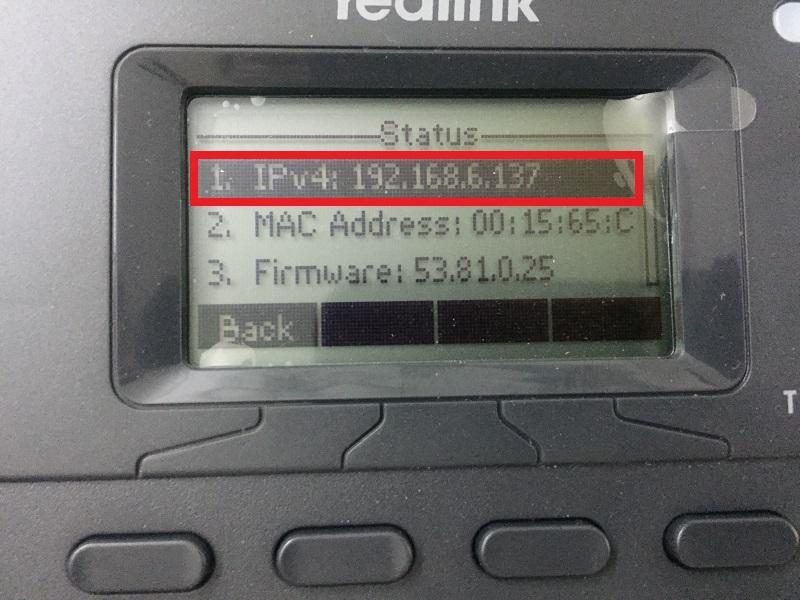 Yealink
Status
1. IPv4: 192.168.6.137
2. MAC Address: 00:15:65:C
3. Firmware: 53.81.0.25
Back
T